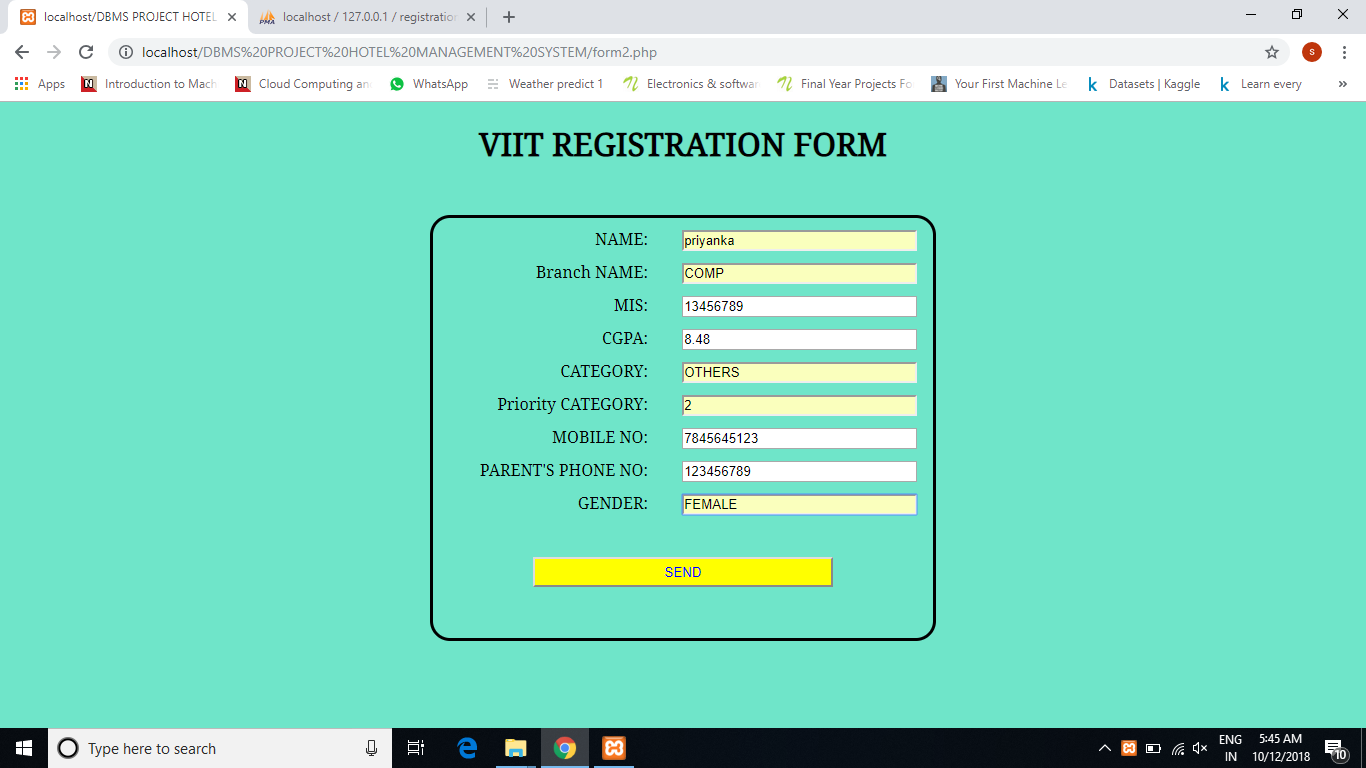 localhost/DBMS PROJECT HOTEL
localhost / 127.0.0.1 / registration
localhost/DBMS%20PROJECT%20HOTEL%20MANAGEMENT%20SYSTEM/form2.php
s
Apps
N
Introduction to Mach
N
Cloud Computing an
WhatsApp
Weather predict 1
Electronics & softwar
Final Year Projects Fo
Your First Machine Le
k
Datasets | Kaggle
k
Learn every
»
VIIT REGISTRATION FORM
NAME: priyanka
Branch NAME: COMP
MIS: 13456789
CGPA: 8.48
CATEGORY: OTHERS
Priority CATEGORY: 2
MOBILE NO: 7845645123
PARENT'S PHONE NO: 123456789
GENDER: FEMALE
SEND
Type here to search
ENG
IN
5:45 AM
10/12/2018
10